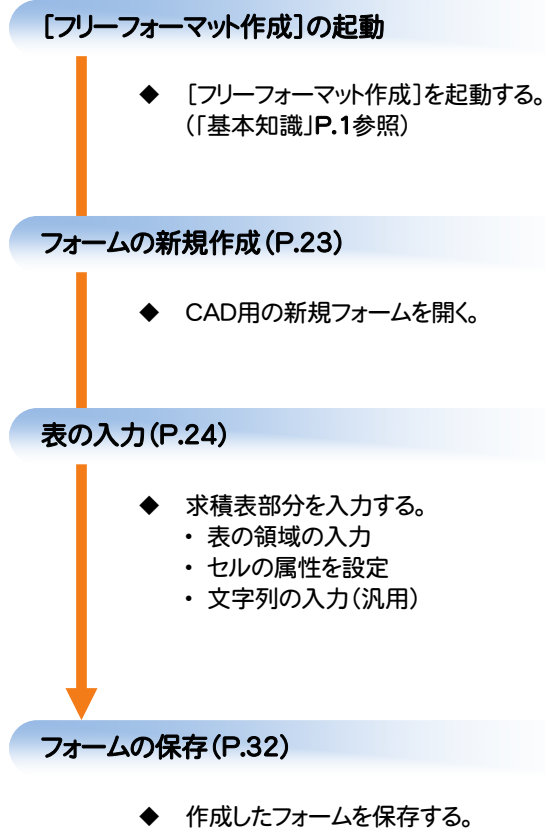 [フリーフォーマット作成]の起動
◆ [フリーフォーマット作成]を起動する。
(「基本知識」P.1参照)
フォームの新規作成(P.23)
◆ CAD用の新規フォームを開く。
表の入力(P.24)
◆ 求積表部分を入力する。
・ 表の領域の入力
・ セルの属性を設定
・ 文字列の入力(汎用)
フォームの保存(P.32)
◆ 作成したフォームを保存する。